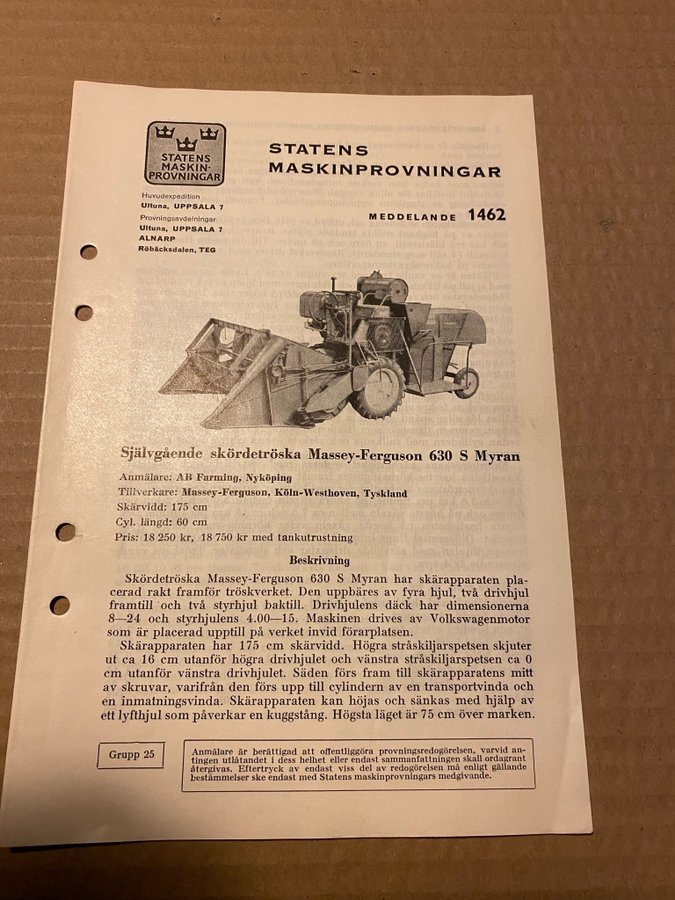 STATENS
MASKIN-
PROVNINGAR
STATENS
MASKINPROVNINGAR
Huvudexpedition
Ultuna, UPPSALA 7
Provningsavdelningar
Ultuna, UPPSALA 7
ALNARP
Röbäcksdalen, TEG
MEDDELANDE 1462
Självgående skördetröska Massey-Ferguson 630 S Myran
Anmälare: AB Farming, Nyköping
Tillverkare: Massey-Ferguson, Köln-Westhoven, Tyskland
Skärvidd: 175 cm
Cyl. längd: 60 cm
Pris: 18 250 kr, 18 750 kr med tankutrustning
Beskrivning
Skördetröska Massey-Ferguson 630 S Myran har skärapparaten pla-
cerad rakt framför tröskverket. Den uppbäres av fyra hjul, två drivhjul
framtill och två styrhjul baktill. Drivhjulens däck har dimensionerna
8—24 och styrhjulens 4.00—15. Maskinen drives av Volkswagenmotor
som är placerad upptill på verket invid förarplatsen.
Skärapparaten har 175 cm skärvidd. Högra stråskiljarspetsen skjuter
ut ca 16 cm utanför högra drivhjulet och vänstra stråskiljarspetsen ca 0
cm utanför vänstra drivhjulet. Säden förs fram till skärapparatens mitt
av skruvar, varifrån den förs upp till cylindern av en transportvinda och
en inmatningsvinda. Skärapparaten kan höjas och sänkas med hjälp av
ett lyfthjul som påverkar en kuggstång. Högsta läget är 75 cm över marken.
Grupp 25
Anmälare är berättigad att offentliggöra provningsredogörelsen, varvid an-
tingen utlåtandet i dess helhet eller endast sammanfattningen skall ordagrant
återgivas. Eftertryck av endast viss del av redogörelsen må enligt gällande
bestämmelser ske endast med Statens maskinprovningars medgivande.